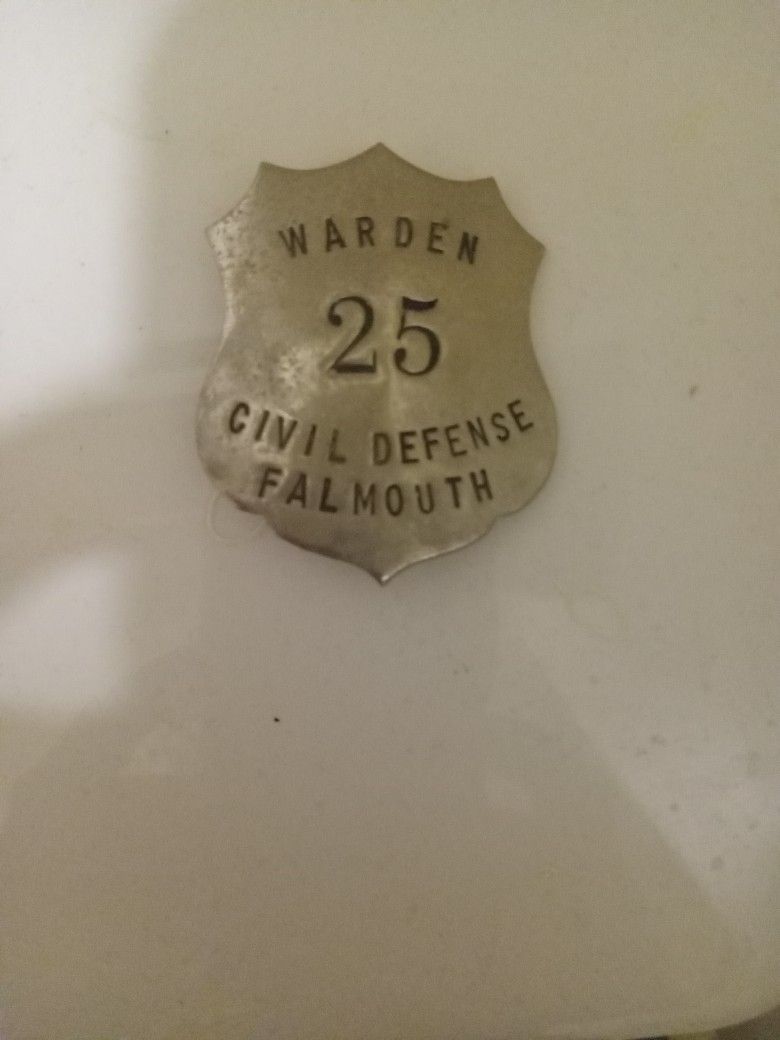 WARDEN
25
CIVIL DEFENSE
FALMOUTH